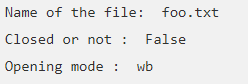 Name of the file:  foo.txt
Closed or not :  False
Opening mode :  wb